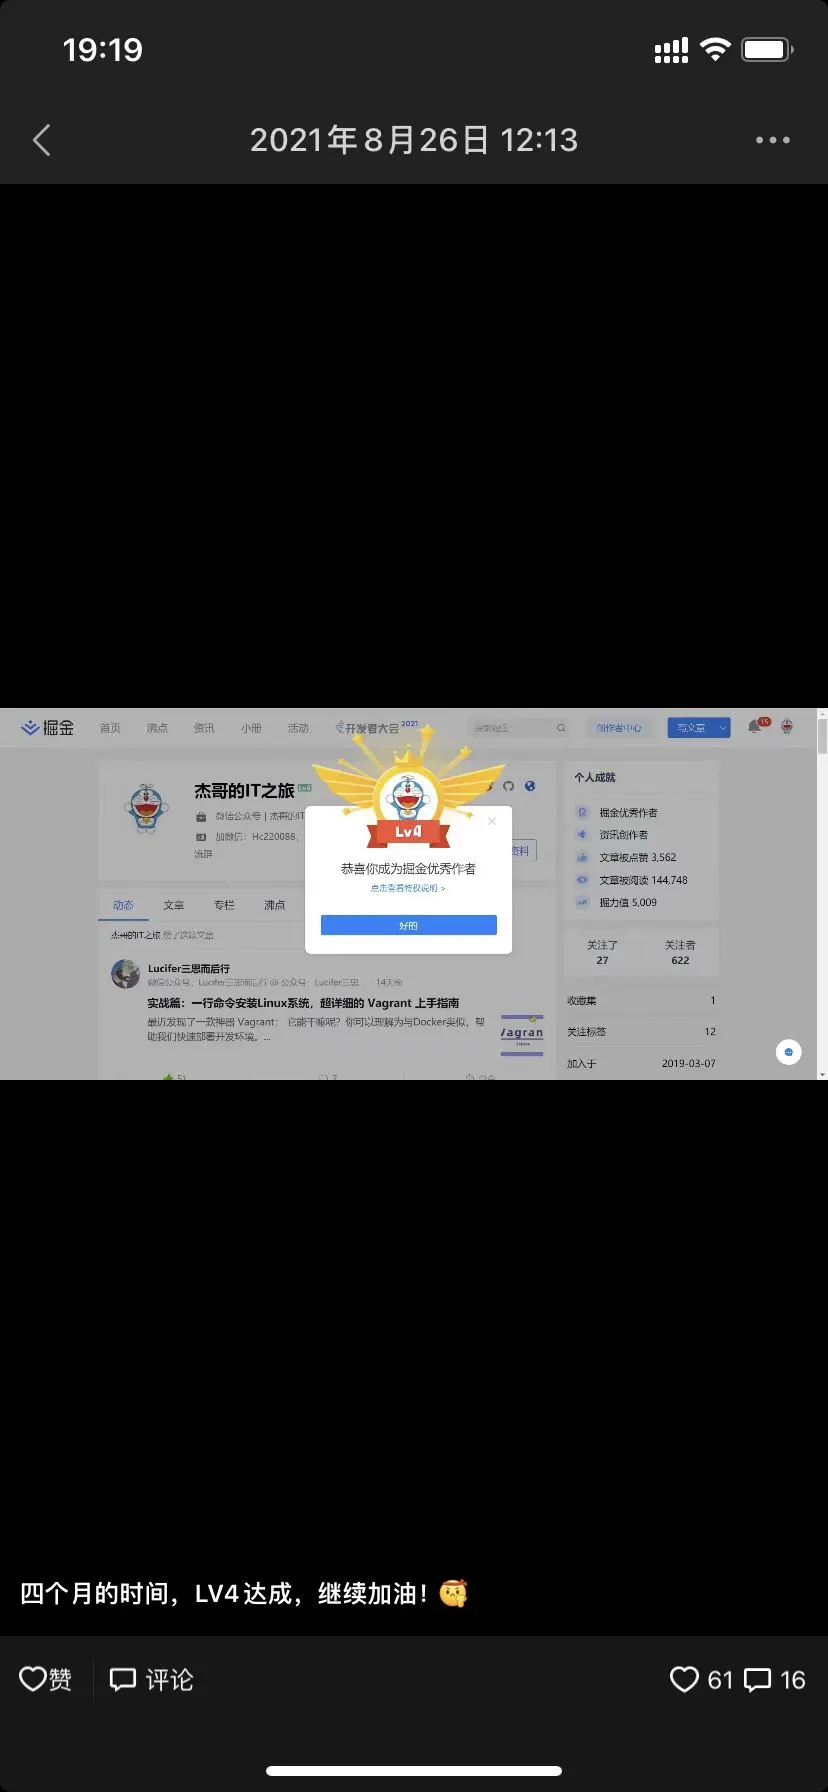 19:19
2021年8月26日 12:13
掘金
首页 沸点 资讯 小册 活动 开发者大会 2021
探索掘金
创作者中心
写文章
15
杰哥的IT之旅 Lv4
微信公众号 | 杰哥的IT
加微信：Hc220088、
流群
资料
Lv4
恭喜你成为掘金优秀作者
点击查看特权说明 >
好的
个人成就
掘金优秀作者
资讯创作者
文章被点赞 3,562
文章被阅读 144,748
掘力值 5,009
动态 文章 专栏 沸点
杰哥的IT之旅 赞了这篇文章
Lucifer三思而后行
微信公众号：Lucifer三思而后行 @ 公众号：Lucifer三思... · 14天前
实战篇：一行命令安装Linux系统，超详细的 Vagrant 上手指南
最近发现了一款神器 Vagrant： 它能干嘛呢？你可以理解为与Docker类似，帮
助我们快速部署开发环境。...
Vagran
51
2
分享
关注了 关注者
27 622
收藏集 1
关注标签 12
加入于 2019-03-07
四个月的时间，LV4达成，继续加油！
赞 评论 61 16